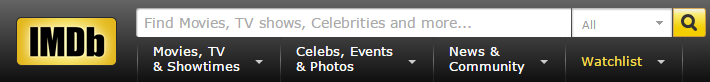 IMDb
Find Movies, TV shows, Celebrities and more...
All
Movies, TV
& Showtimes
Celebs, Events
& Photos
News &
Community
Watchlist